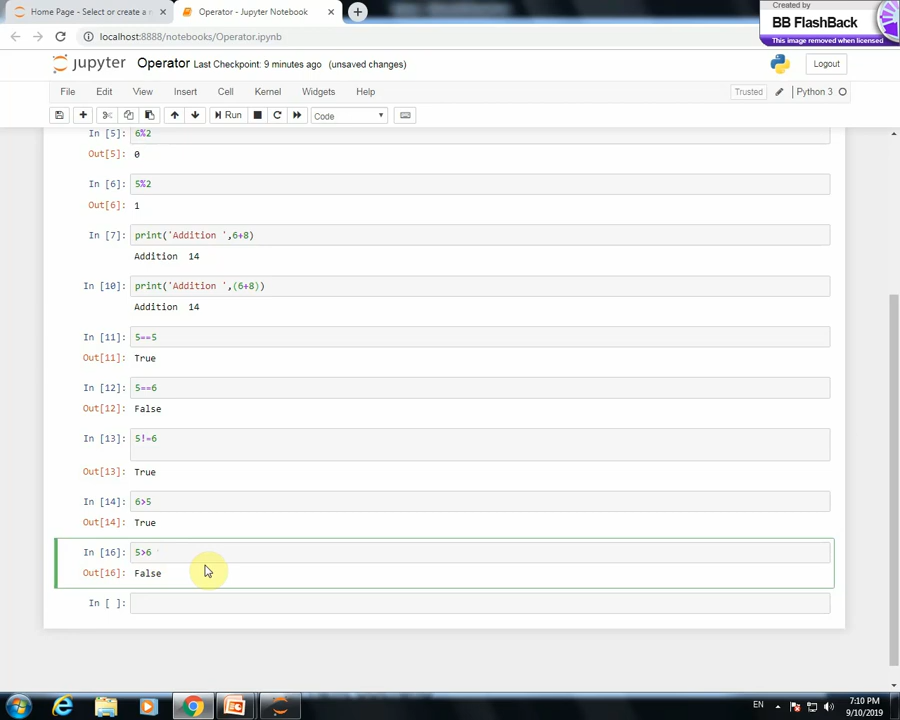 Home Page - Select or create a n
Operator - Jupyter Notebook
Created by
BB FlashBack
This image removed when licensed
localhost:8888/notebooks/Operator.ipynb
jupyter Operator Last Checkpoint: 9 minutes ago (unsaved changes)
Logout
File Edit View Insert Cell Kernel Widgets Help
Trusted
Python 3
Run
Code
In [5]: 6%2
Out[5]: 0
In [6]: 5%2
Out[6]: 1
In [7]: print('Addition ',6+8)
Addition  14
In [10]: print('Addition ',(6+8))
Addition  14
In [11]: 5==5
Out[11]: True
In [12]: 5==6
Out[12]: False
In [13]: 5!=6
Out[13]: True
In [14]: 6>5
Out[14]: True
In [16]: 5>6
Out[16]: False
In [ ]:
EN
7:10 PM
9/10/2019